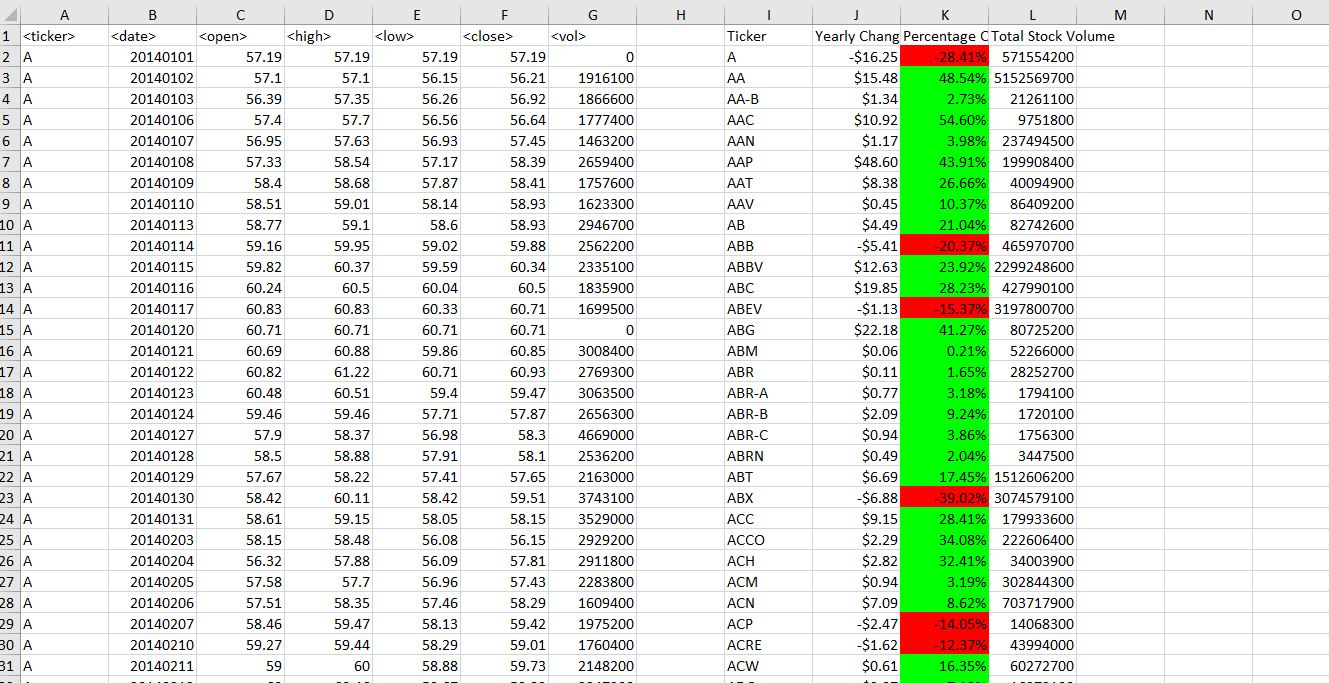 A B C D E F G H I J K L M N O
1 <ticker> <date> <open> <high> <low> <close> <vol> Ticker Yearly Chang Percentage C Total Stock Volume
2 A 20140101 57.19 57.19 57.19 57.19 0 A -$16.25 -28.41% 571554200
3 A 20140102 57.1 57.1 56.15 56.21 1916100 AA $15.48 48.54% 5152569700
4 A 20140103 56.39 57.35 56.26 56.92 1866600 AA-B $1.34 2.73% 21261100
5 A 20140106 57.4 57.7 56.56 56.64 1777400 AAC $10.92 54.60% 9751800
6 A 20140107 56.95 57.63 56.93 57.45 1463200 AAN $1.17 3.98% 237494500
7 A 20140108 57.33 58.54 57.17 58.39 2659400 AAP $48.60 43.91% 199908400
8 A 20140109 58.4 58.68 57.87 58.41 1757600 AAT $8.38 26.66% 40094900
9 A 20140110 58.51 59.01 58.14 58.93 1623300 AAV $0.45 10.37% 86409200
10 A 20140113 58.77 59.1 58.6 58.93 2946700 AB $4.49 21.04% 82742600
11 A 20140114 59.16 59.95 59.02 59.88 2562200 ABB -$5.41 -20.37% 465970700
12 A 20140115 59.82 60.37 59.59 60.34 2335100 ABBV $12.63 23.92% 2299248600
13 A 20140116 60.24 60.5 60.04 60.5 1835900 ABC $19.85 28.23% 427990100
14 A 20140117 60.83 60.83 60.33 60.71 1699500 ABEV -$1.13 -15.37% 3197800700
15 A 20140120 60.71 60.71 60.71 60.71 0 ABG $22.18 41.27% 80725200
16 A 20140121 60.69 60.88 59.86 60.85 3008400 ABM $0.06 0.21% 52266000
17 A 20140122 60.82 61.22 60.71 60.93 2769300 ABR $0.11 1.65% 28252700
18 A 20140123 60.48 60.51 59.4 59.47 3063500 ABR-A $0.77 3.18% 1794100
19 A 20140124 59.46 59.46 57.71 57.87 2656300 ABR-B $2.09 9.24% 1720100
20 A 20140127 57.9 58.37 56.98 58.3 4669000 ABR-C $0.94 3.86% 1756300
21 A 20140128 58.5 58.88 57.91 58.1 2536200 ABRN $0.49 2.04% 3447500
22 A 20140129 57.67 58.22 57.41 57.65 2163000 ABT $6.69 17.45% 1512606200
23 A 20140130 58.42 60.11 58.42 59.51 3743100 ABX -$6.88 -39.02% 3074579100
24 A 20140131 58.61 59.15 58.05 58.15 3529000 ACC $9.15 28.41% 179933600
25 A 20140203 58.15 58.48 56.08 56.15 2929200 ACCO $2.29 34.08% 222606400
26 A 20140204 56.32 57.88 56.09 57.81 2911800 ACH $2.82 32.41% 34003900
27 A 20140205 57.58 57.7 56.96 57.43 2283800 ACM $0.94 3.19% 302844300
28 A 20140206 57.51 58.35 57.46 58.29 1609400 ACN $7.09 8.62% 703717900
29 A 20140207 58.46 59.47 58.13 59.42 1975200 ACP -$2.47 -14.05% 14068300
30 A 20140210 59.27 59.44 58.29 59.01 1760400 ACRE -$1.62 -12.37% 43994000
31 A 20140211 59 60 58.88 59.73 2148200 ACW $0.61 16.35% 60272700